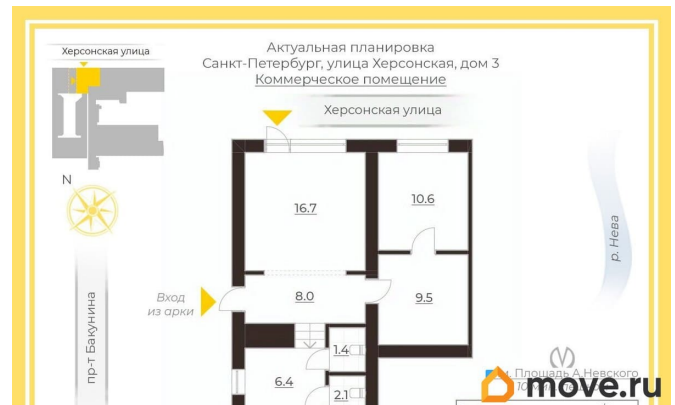 Актуальная планировка
Санкт-Петербург, улица Херсонская, дом 3
Коммерческое помещение
Херсонская улица
Херсонская улица
N
16.7
10.6
р. Нева
Вход
из арки
8.0
9.5
пр-т Бакунина
1.4
6.4
2.1
м. Площадь А.Невского
10
move.ru